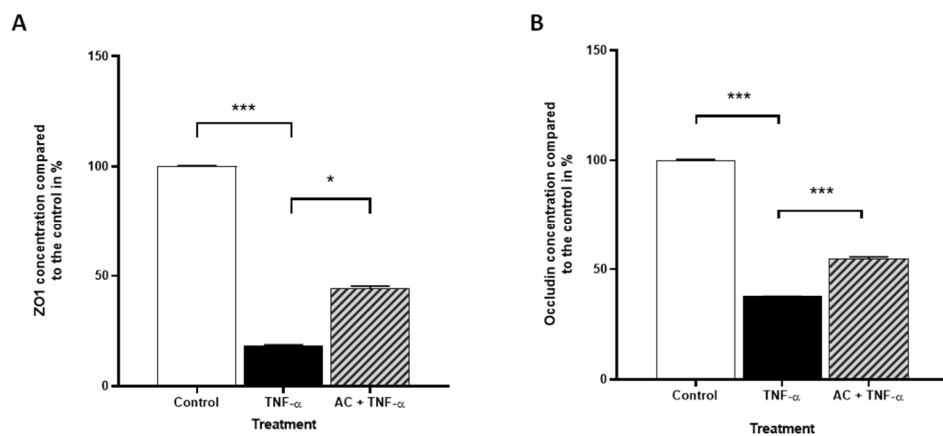 A
ZO1 concentration compared
to the control in %
150
100
50
0
***
*
Control
TNF-α
AC + TNF-α
Treatment
B
Occludin concentration compared
to the control in %
150
100
50
0
***
***
Control
TNF-α
AC + TNF-α
Treatment